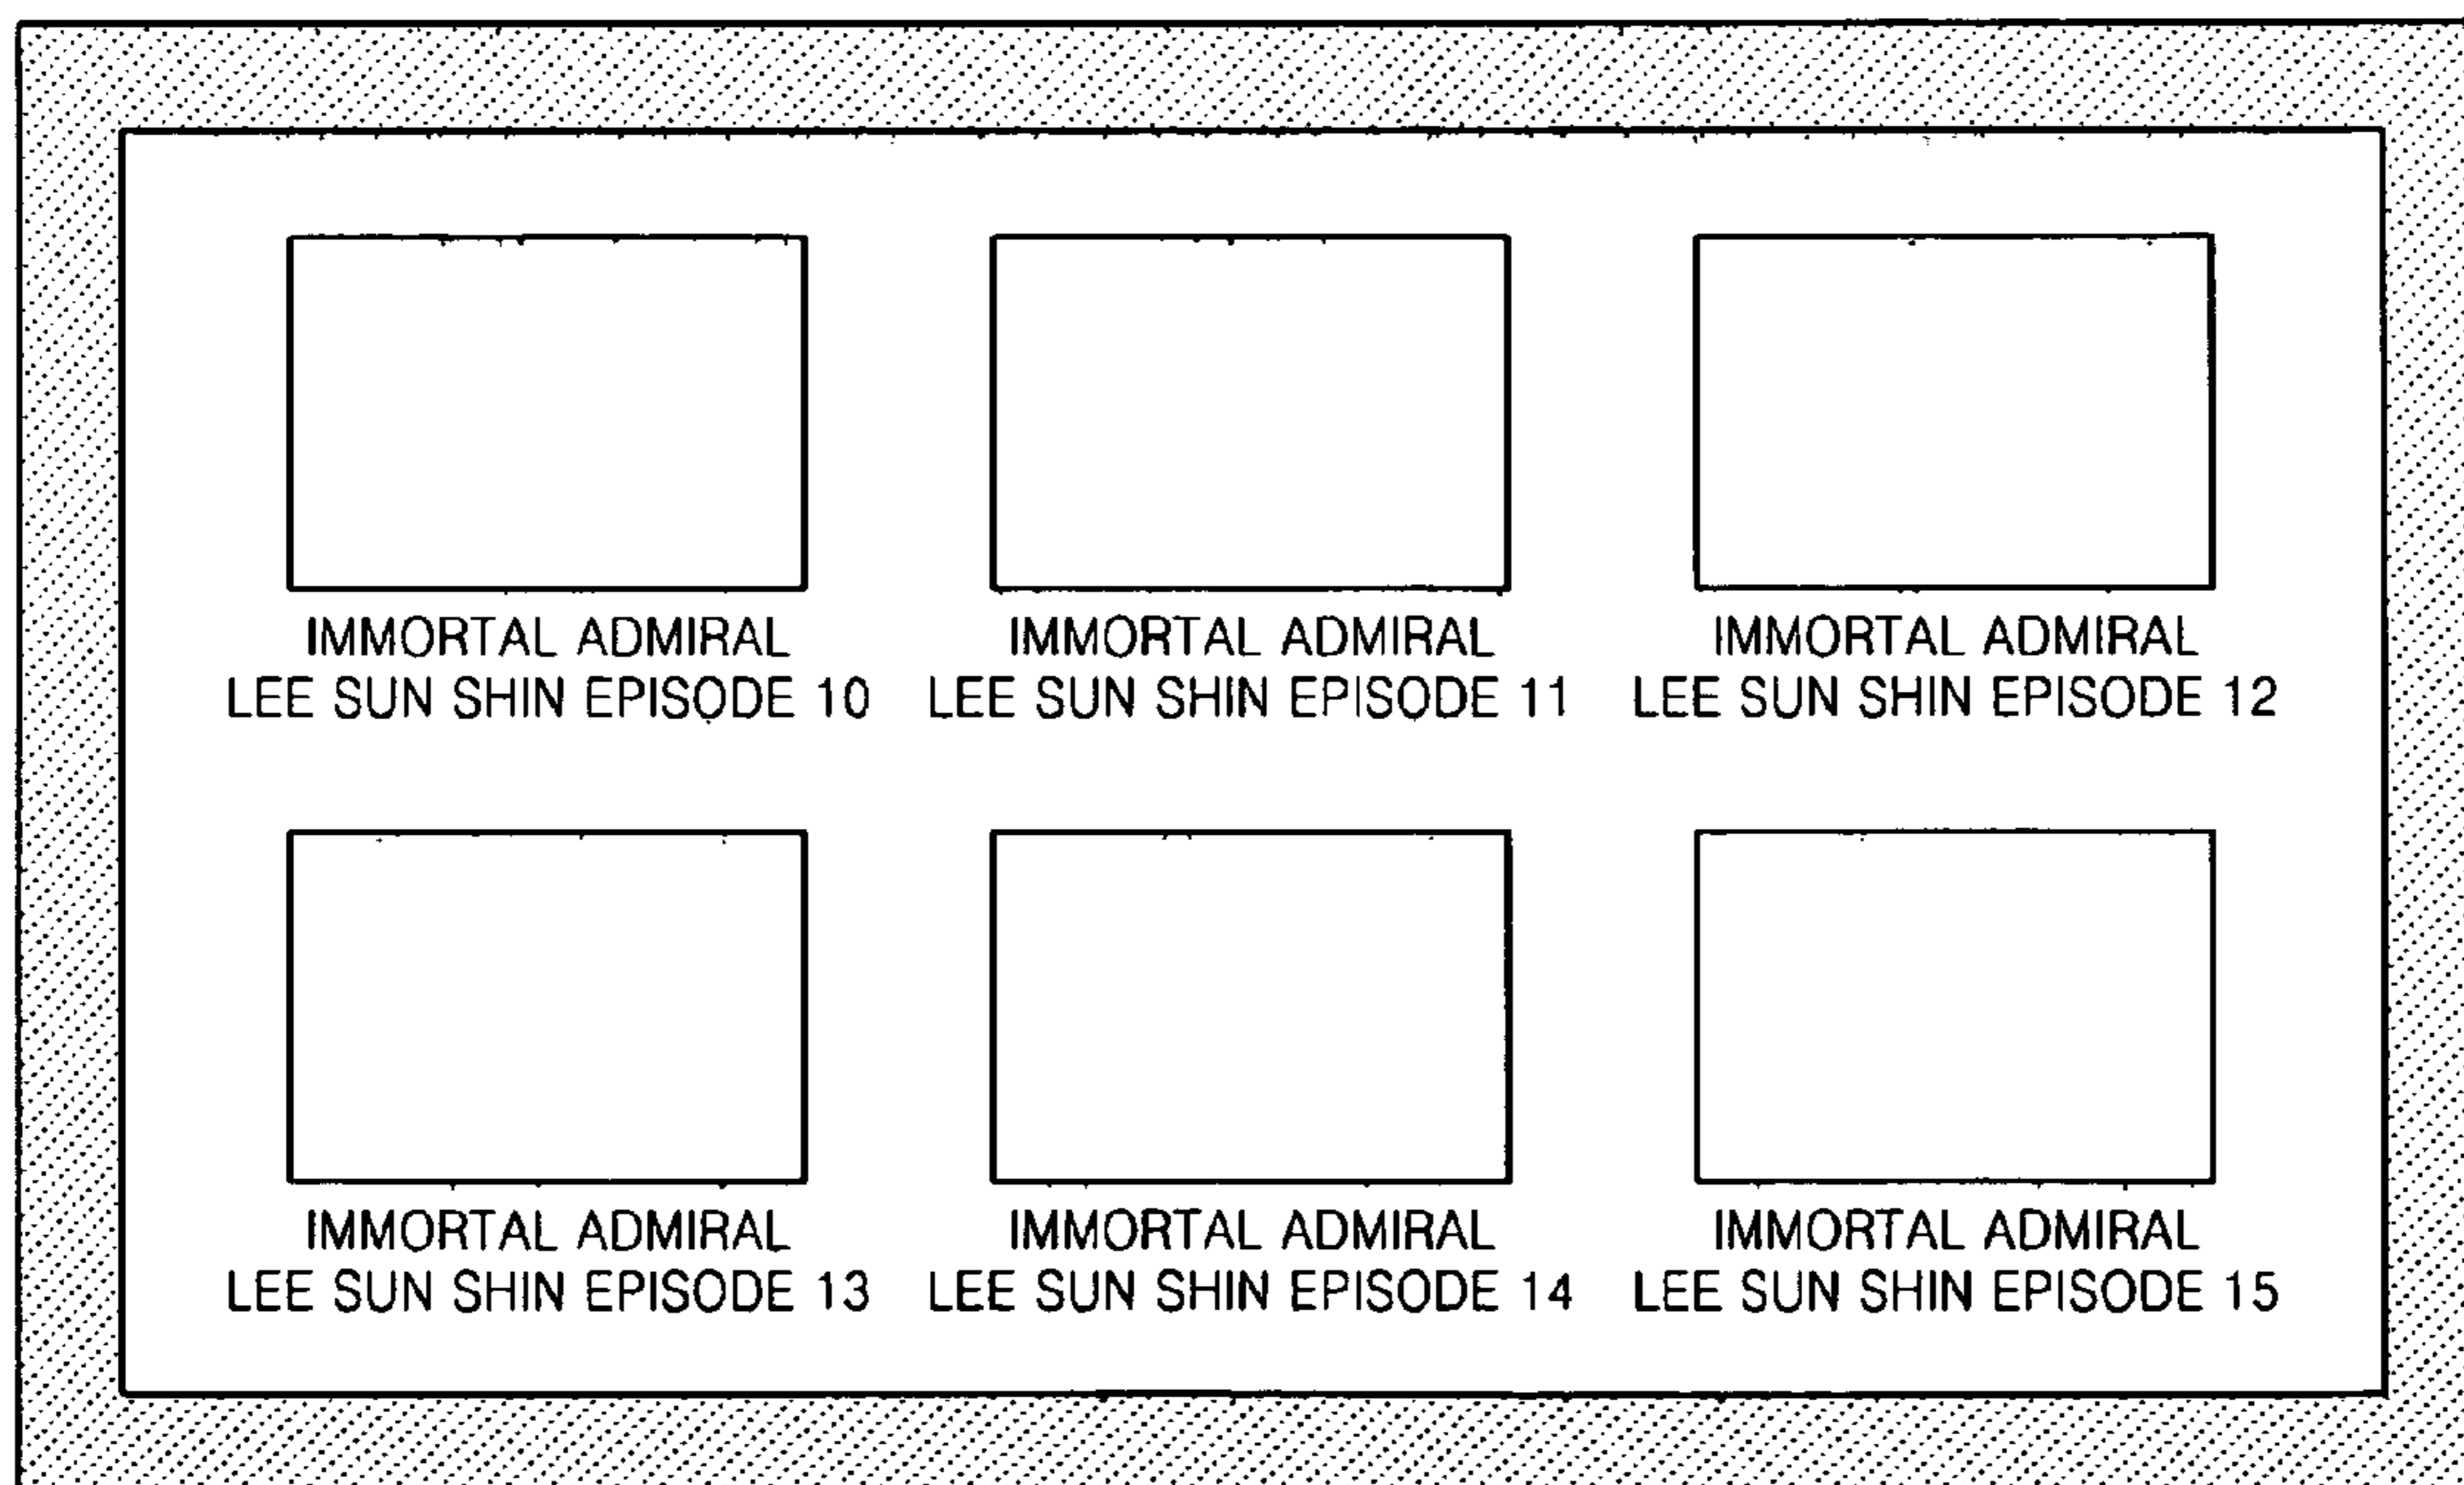 IMMORTAL ADMIRAL
LEE SUN SHIN EPISODE 10
IMMORTAL ADMIRAL
LEE SUN SHIN EPISODE 11
IMMORTAL ADMIRAL
LEE SUN SHIN EPISODE 12
IMMORTAL ADMIRAL
LEE SUN SHIN EPISODE 13
IMMORTAL ADMIRAL
LEE SUN SHIN EPISODE 14
IMMORTAL ADMIRAL
LEE SUN SHIN EPISODE 15